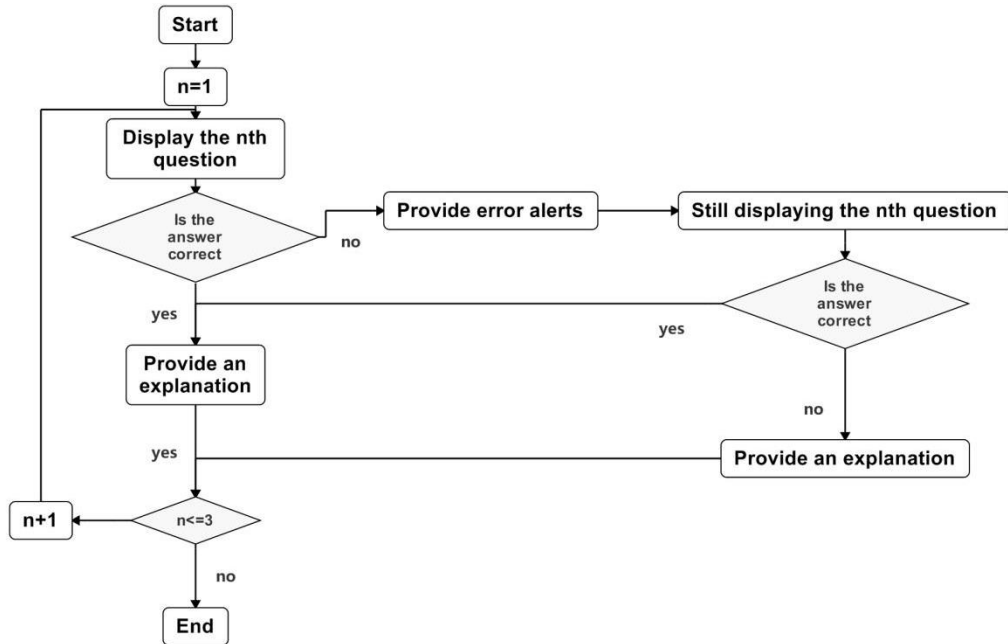 Start
n=1
Display the nth
question
Is the
answer
correct
no
Provide error alerts
Still displaying the nth question
Is the
answer
correct
yes
yes
Provide an
explanation
no
yes
Provide an explanation
n+1
n<=3
no
End